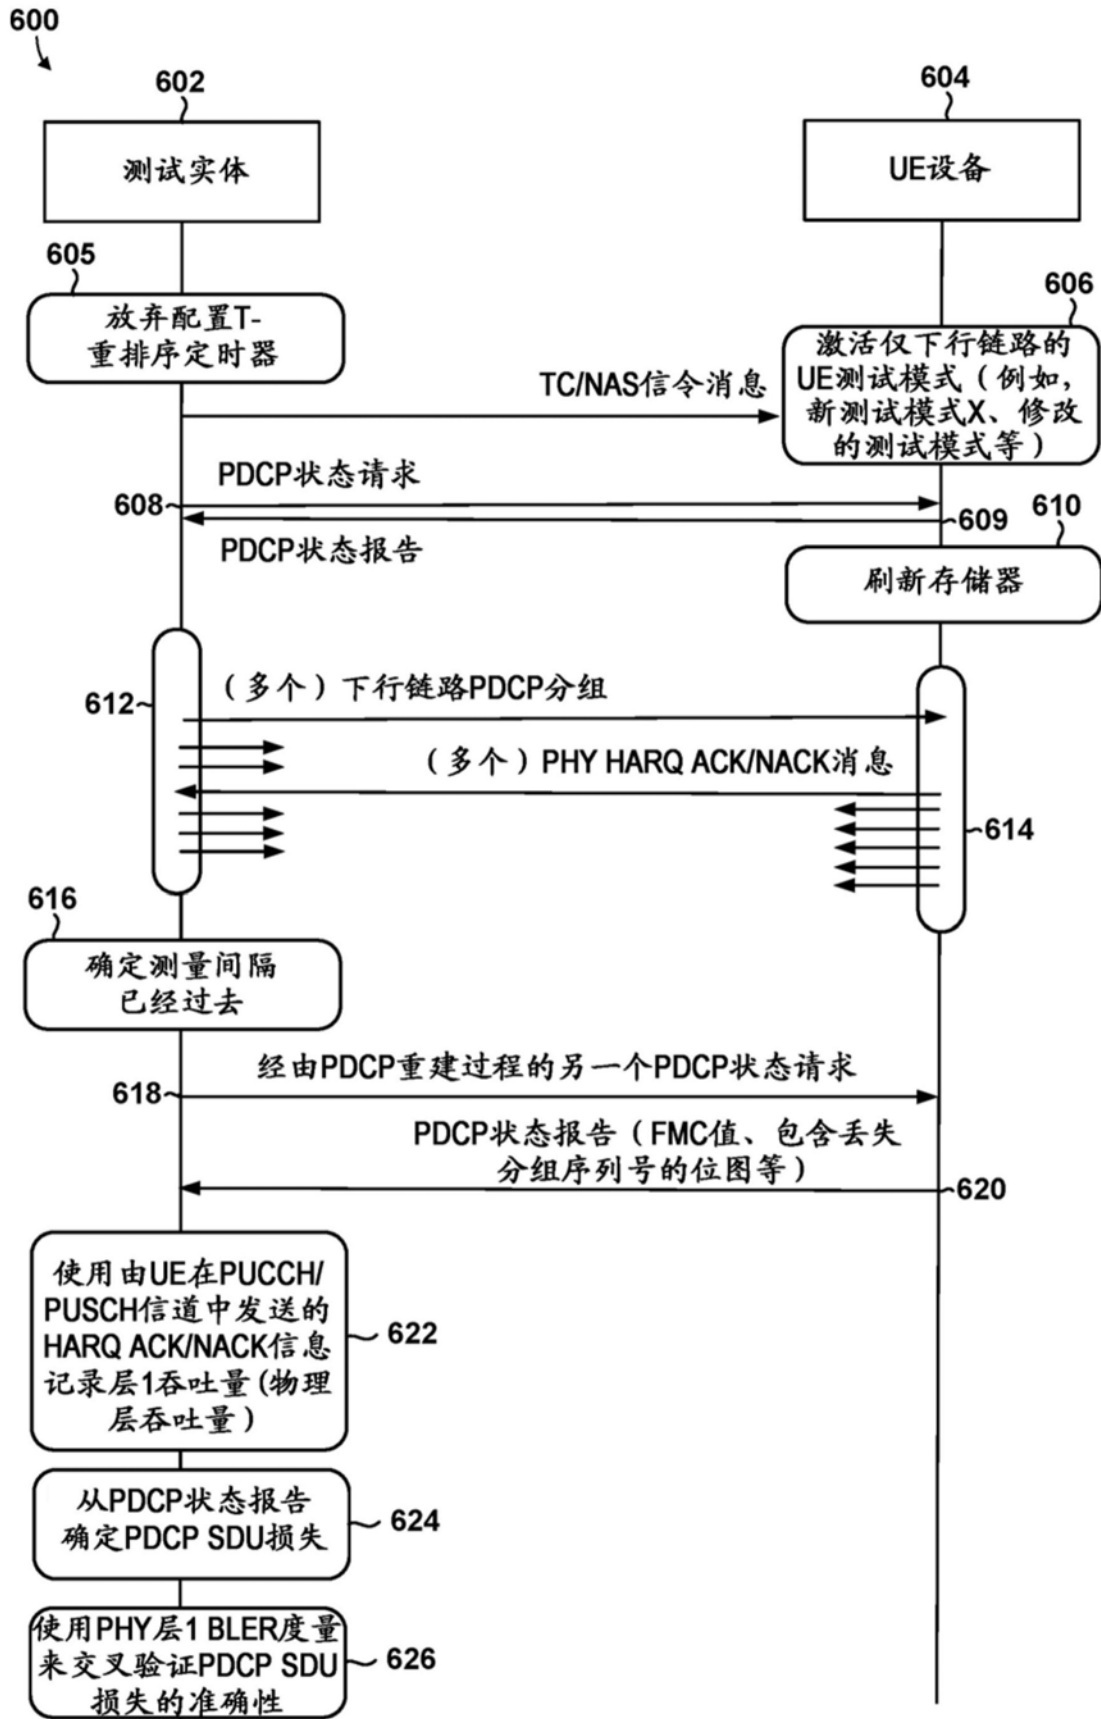 600
602
604
测试实体
UE设备
605
606
放弃配置T-
重排序定时器
激活仅下行链路的
UE测试模式（例如，
新测试模式X、修改
的测试模式等）
TC/NAS信令消息
PDCP状态请求
608
609
610
PDCP状态报告
刷新存储器
612
（多个）下行链路PDCP分组
（多个）PHY HARQ ACK/NACK消息
614
616
确定测量间隔
已经过去
经由PDCP重建过程的另一个PDCP状态请求
618
PDCP状态报告（FMC值、包含丢失
分组序列号的位图等）
620
使用由UE在PUCCH/
PUSCH信道中发送的
HARQ ACK/NACK信息
记录层1吞吐量(物理
层吞吐量)
622
从PDCP状态报告
确定PDCP SDU损失
624
使用PHY层1 BLER度量
来交叉验证PDCP SDU
损失的准确性
626